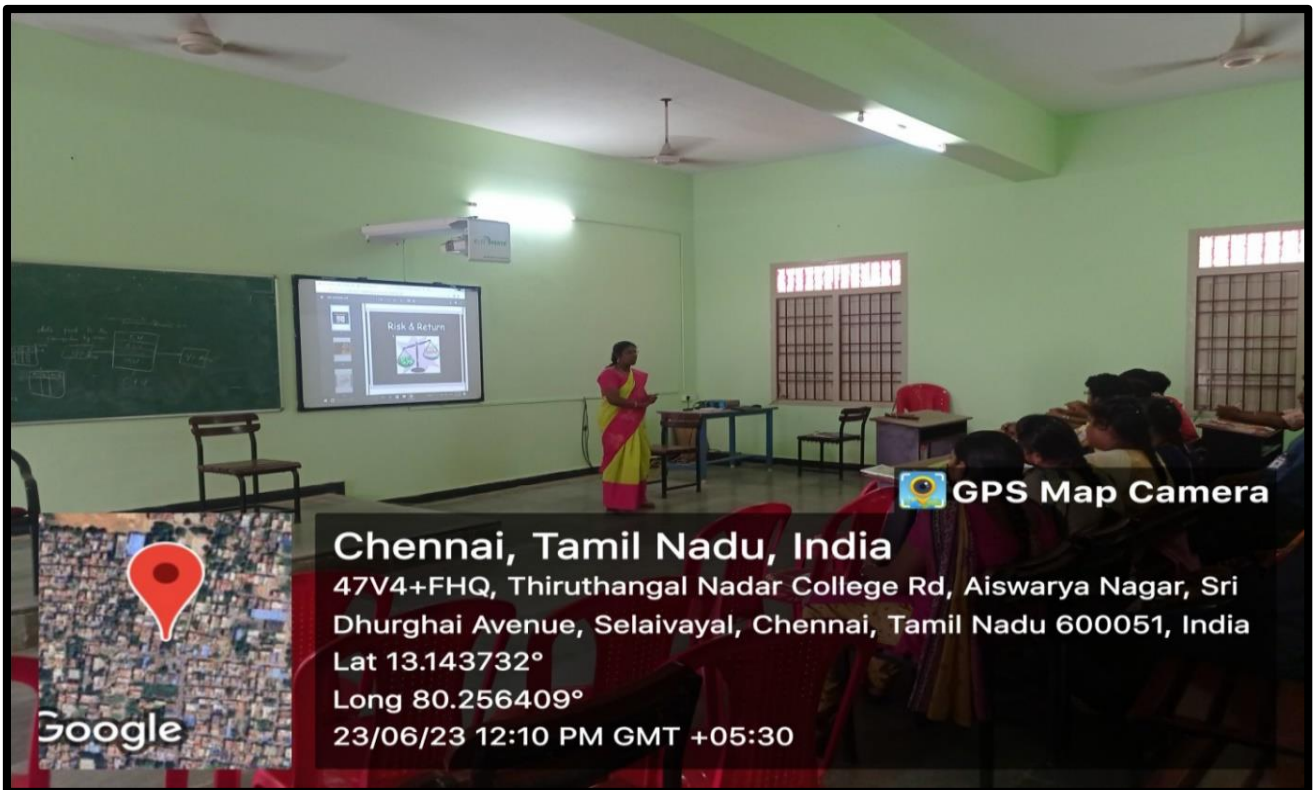 Risk & Return
GPS Map Camera
Chennai, Tamil Nadu, India
47V4+FHQ, Thiruthangal Nadar College Rd, Aiswarya Nagar, Sri
Dhurghai Avenue, Selaivayal, Chennai, Tamil Nadu 600051, India
Lat 13.143732°
Long 80.256409°
23/06/23 12:10 PM GMT +05:30
Google